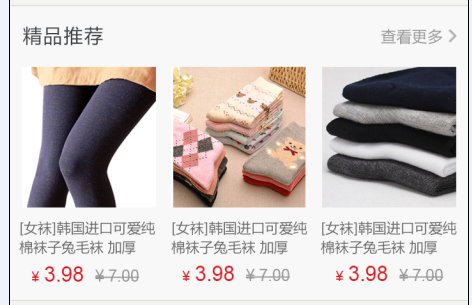 精品推荐
查看更多 >
[女袜]韩国进口可爱纯
棉袜子兔毛袜 加厚
¥ 3.98 ¥ 7.00
[女袜]韩国进口可爱纯
棉袜子兔毛袜 加厚
¥ 3.98 ¥ 7.00
[女袜]韩国进口可爱纯
棉袜子兔毛袜 加厚
¥ 3.98 ¥ 7.00